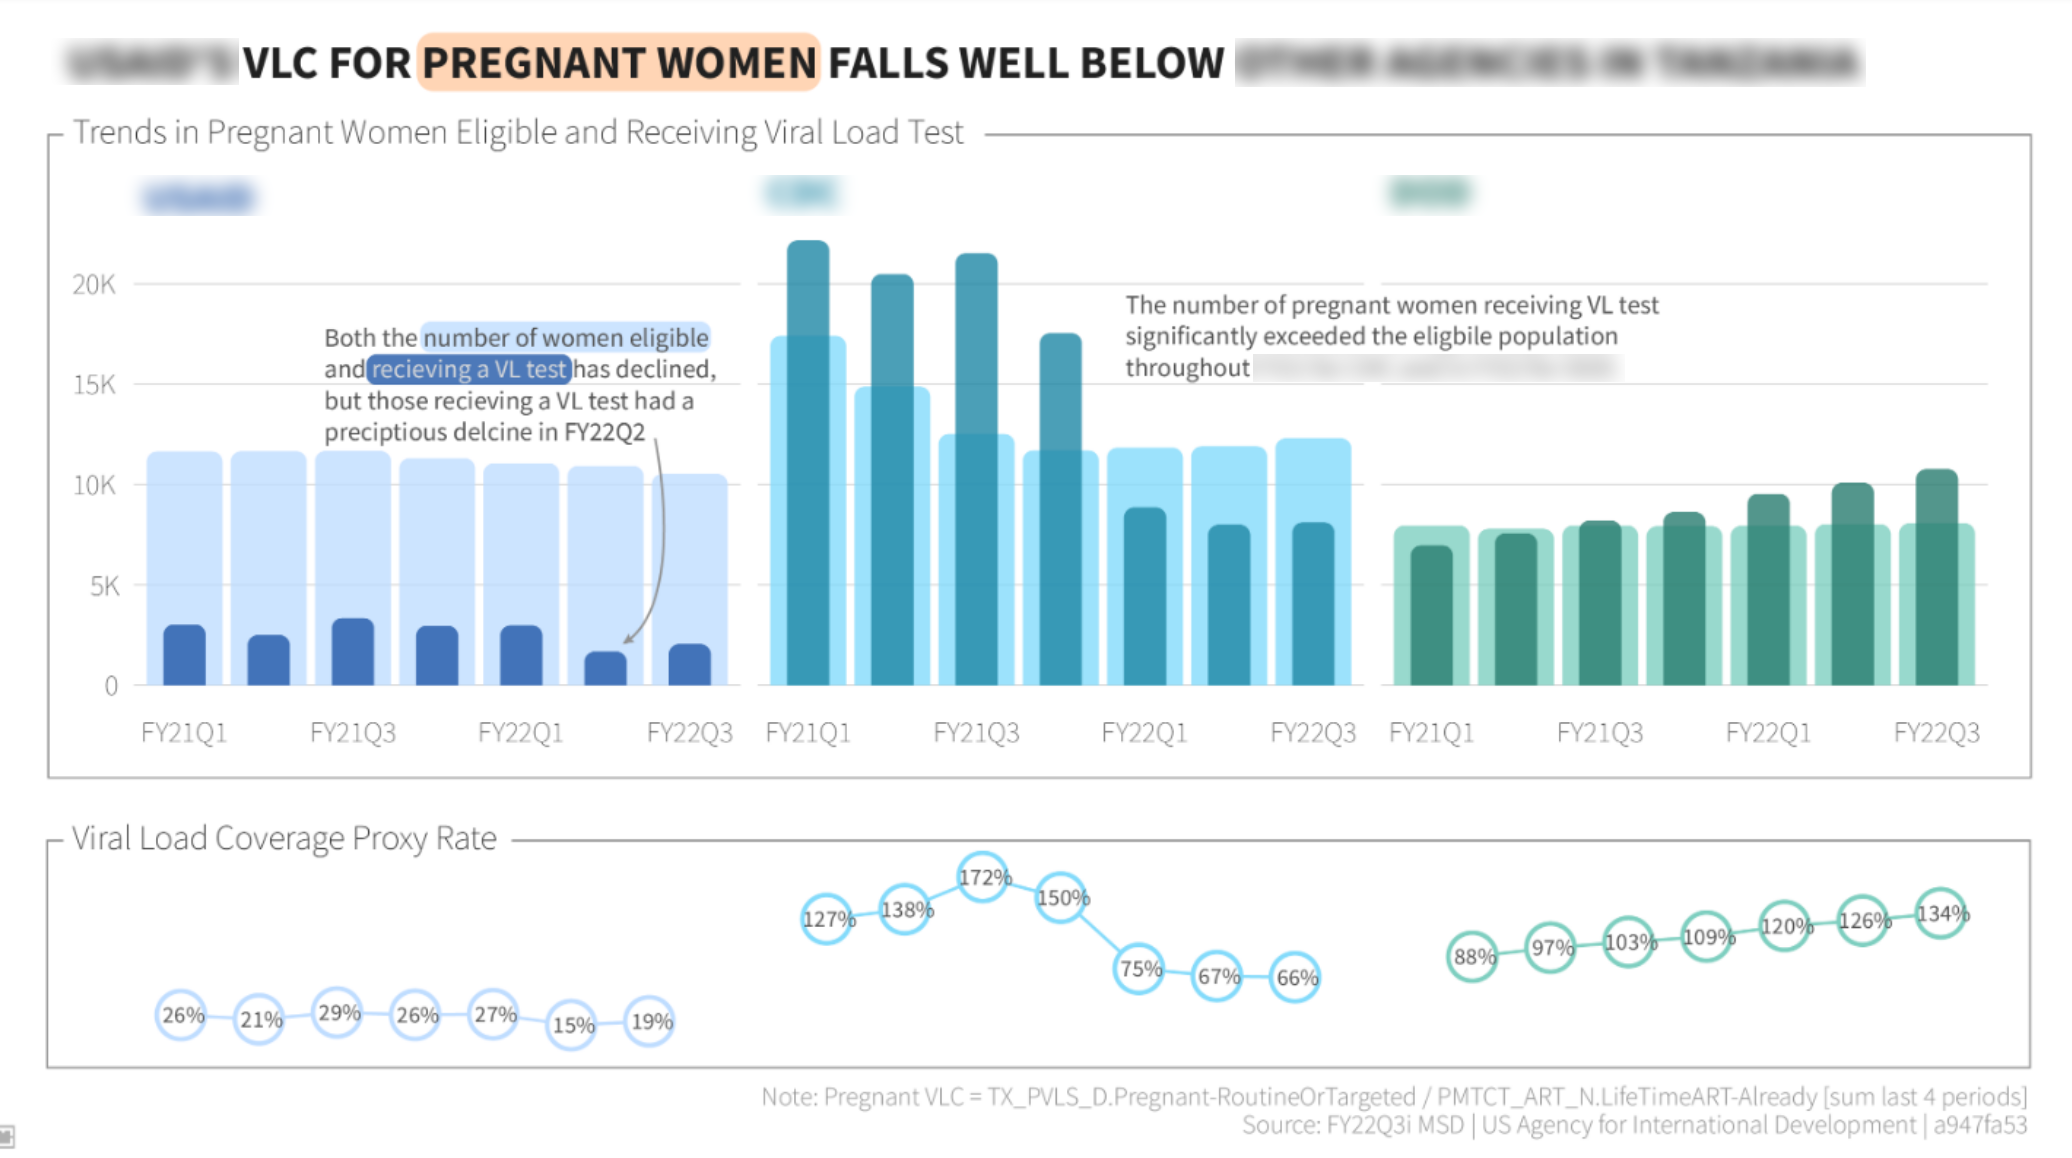 VLC FOR PREGNANT WOMEN FALLS WELL BELOW
Trends in Pregnant Women Eligible and Receiving Viral Load Test
20K
15K
10K
5K
0
Both the number of women eligible
and recieving a VL test has declined,
but those recieving a VL test had a
preciptious delcine in FY22Q2
The number of pregnant women receiving VL test
significantly exceeded the eligbile population
throughout
FY21Q1 FY21Q3 FY22Q1 FY22Q3 FY21Q1 FY21Q3 FY22Q1 FY22Q3 FY21Q1 FY21Q3 FY22Q1 FY22Q3
Viral Load Coverage Proxy Rate
26% 21% 29% 26% 27% 15% 19%
127% 138% 172% 150% 75% 67% 66%
88% 97% 103% 109% 120% 126% 134%
Note: Pregnant VLC = TX_PVLS_D.Pregnant-RoutineOrTargeted / PMTCT_ART_N.LifeTimeART-Already [sum last 4 periods]
Source: FY22Q3i MSD | US Agency for International Development | a947fa53